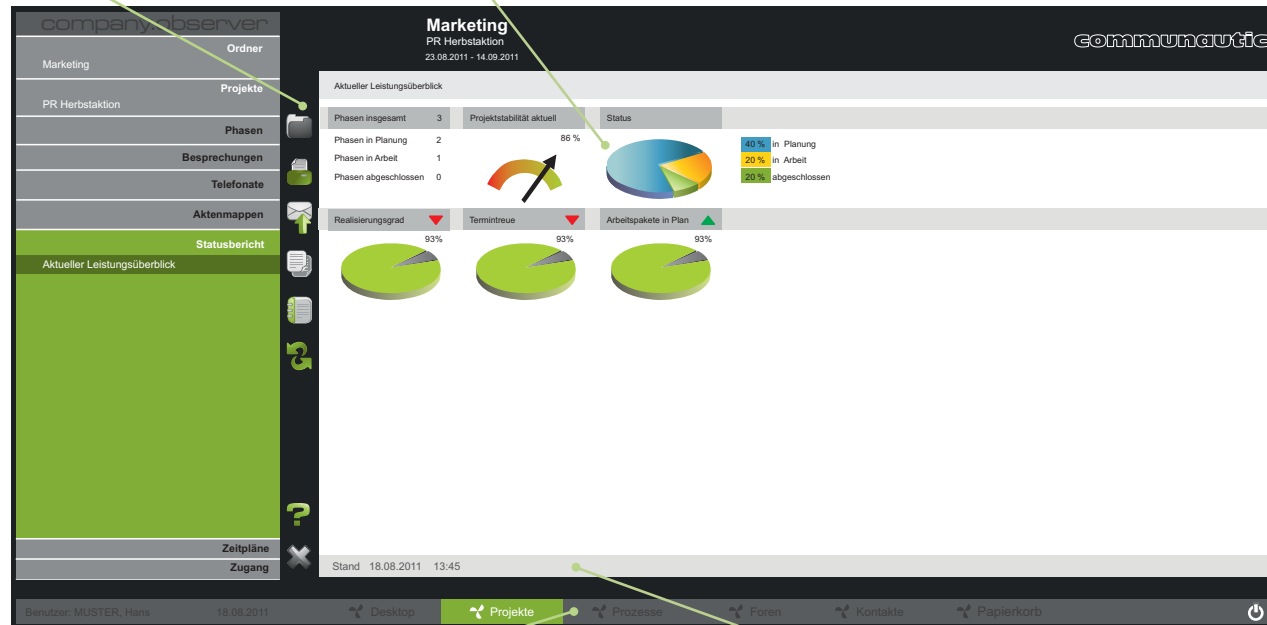 company.observer
Ordner
Marketing
Projekte
PR Herbstaktion
Phasen
Besprechungen
Telefonate
Aktenmappen
Statusbericht
Aktueller Leistungsüberblick
Zeitpläne
Zugang
Marketing
PR Herbstaktion
23.08.2011 - 14.09.2011
communautic
Aktueller Leistungsüberblick
Phasen insgesamt 3 Projektstabilität aktuell Status
Phasen in Planung 2
Phasen in Arbeit 1
Phasen abgeschlossen 0
86 %
40 % in Planung
20 % in Arbeit
20 % abgeschlossen
Realisierungsgrad Termintreue Arbeitspakete in Plan
93% 93% 93%
Stand 18.08.2011 13:45
Benutzer: MUSTER, Hans 18.08.2011 Desktop Projekte Prozesse Foren Kontakte Papierkorb